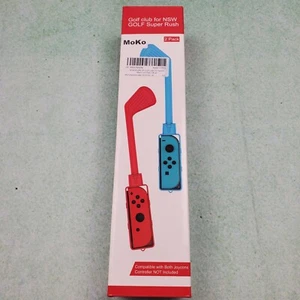 Golf club for NSW
GOLF Super Rush
MoKo
2 Pack
Compatible with Both Joycons
Controller NOT Included